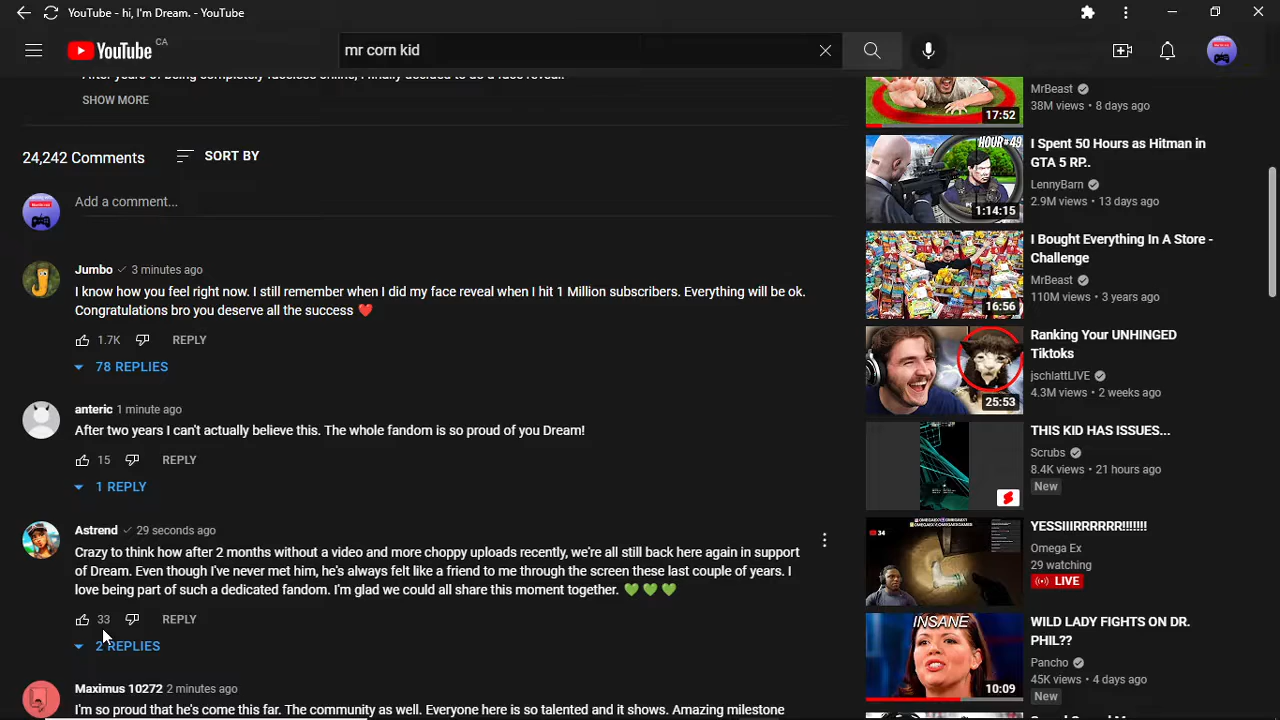 YouTube - hi, I'm Dream. - YouTube
YouTube CA
mr corn kid
SHOW MORE
24,242 Comments
SORT BY
Add a comment...
Jumbo 3 minutes ago
I know how you feel right now. I still remember when I did my face reveal when I hit 1 Million subscribers. Everything will be ok.
Congratulations bro you deserve all the success ❤️
1.7K REPLY
78 REPLIES
anteric 1 minute ago
After two years I can't actually believe this. The whole fandom is so proud of you Dream!
15 REPLY
1 REPLY
Astrend 29 seconds ago
Crazy to think how after 2 months without a video and more choppy uploads recently, we're all still back here again in support
of Dream. Even though I've never met him, he's always felt like a friend to me through the screen these last couple of years. I
love being part of such a dedicated fandom. I'm glad we could all share this moment together. 💚 💚 💚
33 REPLY
2 REPLIES
Maximus 10272 2 minutes ago
I'm so proud that he's come this far. The community as well. Everyone here is so talented and it shows. Amazing milestone
17:52
MrBeast
38M views • 8 days ago
HOUR #49
1:14:15
I Spent 50 Hours as Hitman in
GTA 5 RP..
LennyBarn
2.9M views • 13 days ago
16:56
I Bought Everything In A Store -
Challenge
MrBeast
110M views • 3 years ago
25:53
Ranking Your UNHINGED
Tiktoks
jschlattLIVE
4.3M views • 2 weeks ago
THIS KID HAS ISSUES...
Scrubs
8.4K views • 21 hours ago
New
34
YESSIIIRRRRRR!!!!!!!
Omega Ex
29 watching
LIVE
INSANE
10:09
WILD LADY FIGHTS ON DR.
PHIL??
Pancho
45K views • 4 days ago
New